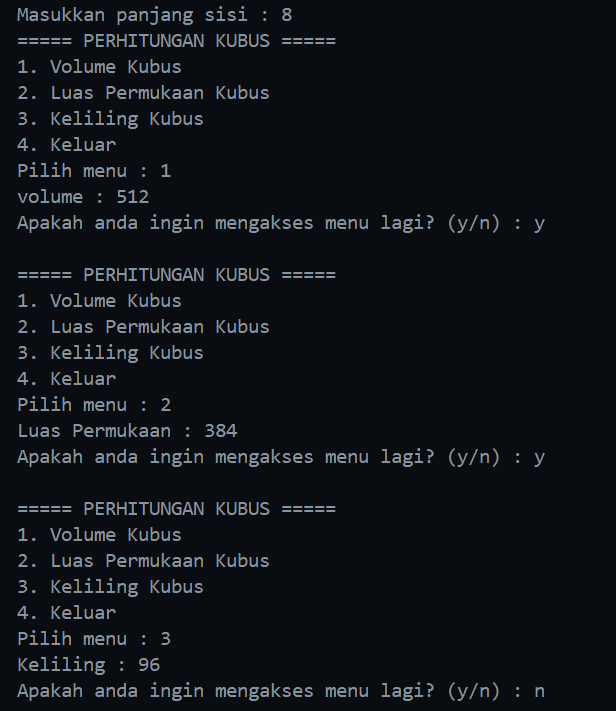 Masukkan panjang sisi : 8
===== PERHITUNGAN KUBUS =====
1. Volume Kubus
2. Luas Permukaan Kubus
3. Keliling Kubus
4. Keluar
Pilih menu : 1
volume : 512
Apakah anda ingin mengakses menu lagi? (y/n) : y
===== PERHITUNGAN KUBUS =====
1. Volume Kubus
2. Luas Permukaan Kubus
3. Keliling Kubus
4. Keluar
Pilih menu : 2
Luas Permukaan : 384
Apakah anda ingin mengakses menu lagi? (y/n) : y
===== PERHITUNGAN KUBUS =====
1. Volume Kubus
2. Luas Permukaan Kubus
3. Keliling Kubus
4. Keluar
Pilih menu : 3
Keliling : 96
Apakah anda ingin mengakses menu lagi? (y/n) : n